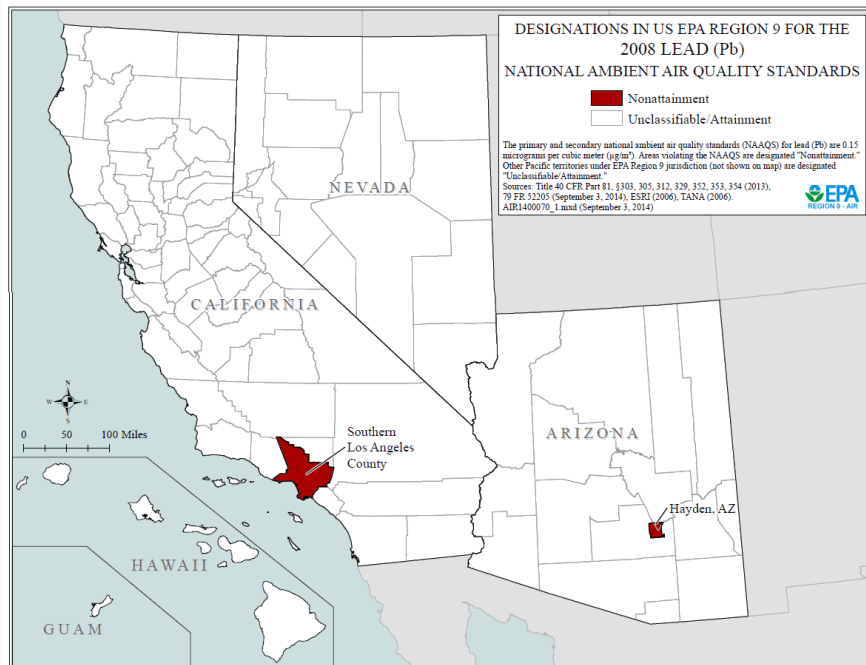 DESIGNATIONS IN US EPA REGION 9 FOR THE
2008 LEAD (Pb)
NATIONAL AMBIENT AIR QUALITY STANDARDS
Nonattainment
Unclassifiable/Attainment
The primary and secondary national ambient air quality standards (NAAQS) for lead (Pb) are 0.15
micrograms per cubic meter (µg/m³). Areas violating the NAAQS are designated "Nonattainment."
Other Pacific territories under EPA Region 9 jurisdiction (not shown on map) are designated
"Unclassifiable/Attainment."
Sources: Title 40 CFR Part 81, §303, 305, 312, 329, 352, 353, 354 (2013),
79 FR 52205 (September 3, 2014), ESRI (2006), TANA (2006).
AIR1400070_1.mxd (September 3, 2014)
EPA
REGION 9 - AIR
NEVADA
CALIFORNIA
N
W E
S
0 50 100 Miles
Southern
Los Angeles
County
ARIZONA
Hayden, AZ
HAWAII
GUAM